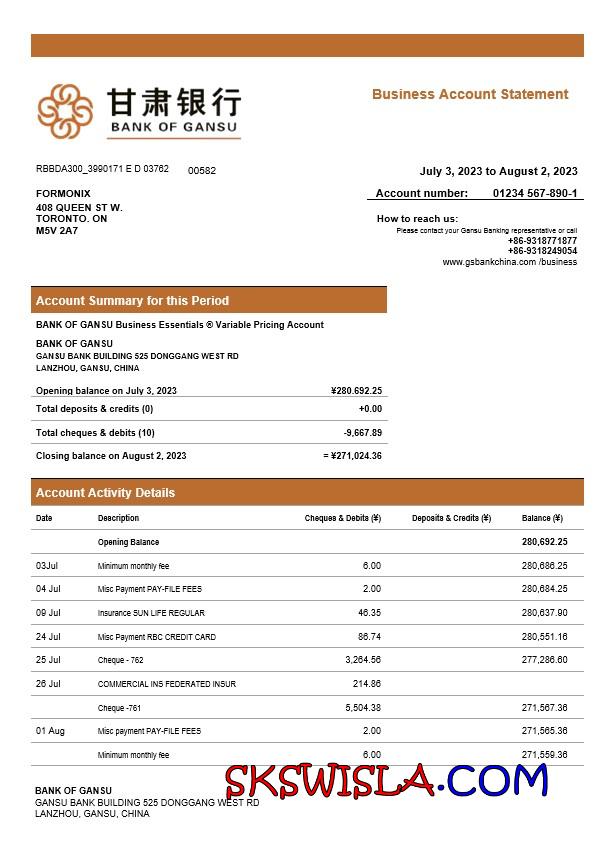 甘肃银行
BANK OF GANSU
Business Account Statement
RBBDA300_3990171 E D 03762 00582
July 3, 2023 to August 2, 2023
FORMONIX
Account number: 01234 567-890-1
408 QUEEN ST W.
TORONTO. ON
M5V 2A7
How to reach us:
Please contact your Gansu Banking representative or call
+86-9318771877
+86-9318249054
www.gsbankchina.com /business
Account Summary for this Period
BANK OF GANSU Business Essentials ® Variable Pricing Account
BANK OF GANSU
GANSU BANK BUILDING 525 DONGGANG WEST RD
LANZHOU, GANSU, CHINA
Opening balance on July 3, 2023 ¥280.692.25
Total deposits & credits (0) +0.00
Total cheques & debits (10) -9,667.89
Closing balance on August 2, 2023 = ¥271,024.36
Account Activity Details
Date Description Cheques & Debits (¥) Deposits & Credits (¥) Balance (¥)
Opening Balance 280,692.25
03Jul Minimum monthly fee 6.00 280,686.25
04 Jul Misc Payment PAY-FILE FEES 2.00 280,684.25
09 Jul Insurance SUN LIFE REGULAR 46.35 280,637.90
24 Jul Misc Payment RBC CREDIT CARD 86.74 280,551.16
25 Jul Cheque - 762 3,264.56 277,286.60
26 Jul COMMERCIAL INS FEDERATED INSUR 214.86
Cheque -761 5,504.38 271,567.36
01 Aug Misc payment PAY-FILE FEES 2.00 271,565.36
Minimum monthly fee 6.00 271,559.36
SKSWISLA.COM
BANK OF GANSU
GANSU BANK BUILDING 525 DONGGANG WEST RD
LANZHOU, GANSU, CHINA